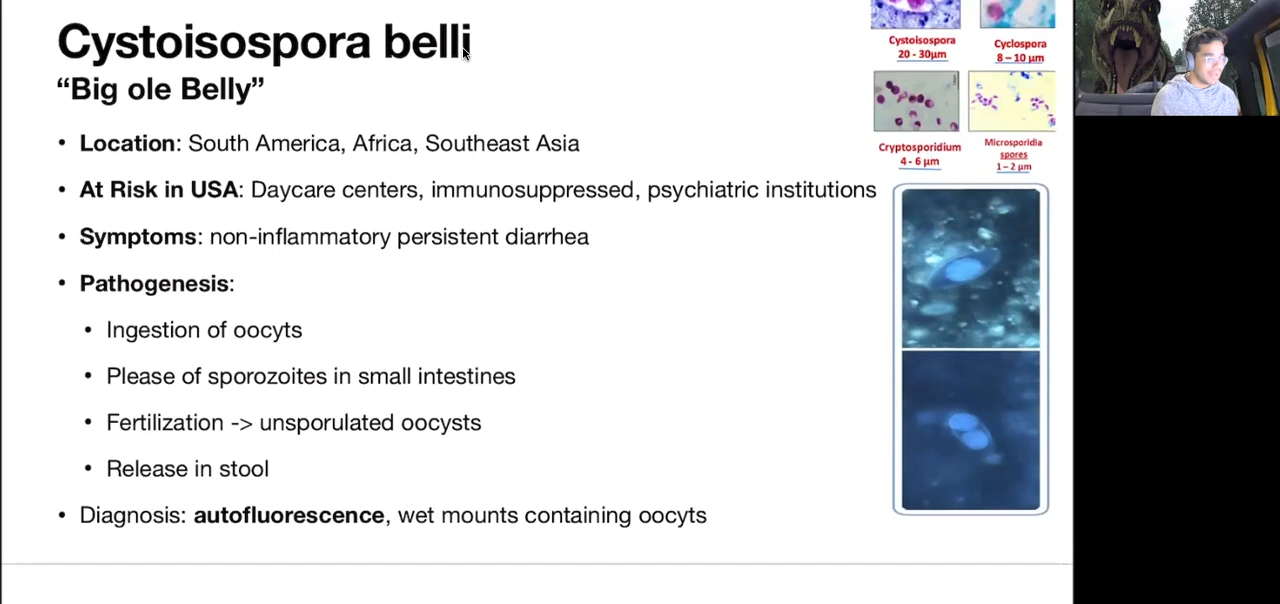 Cystoisospora belli
“Big ole Belly”
• Location: South America, Africa, Southeast Asia
• At Risk in USA: Daycare centers, immunosuppressed, psychiatric institutions
• Symptoms: non-inflammatory persistent diarrhea
• Pathogenesis:
• Ingestion of oocyts
• Please of sporozoites in small intestines
• Fertilization -> unsporulated oocysts
• Release in stool
• Diagnosis: autofluorescence, wet mounts containing oocyts
Cystoisospora
20 - 30µm
Cyclospora
8 – 10 µm
Cryptosporidium
4 - 6 µm
Microsporidia
spores
1 – 2 µm